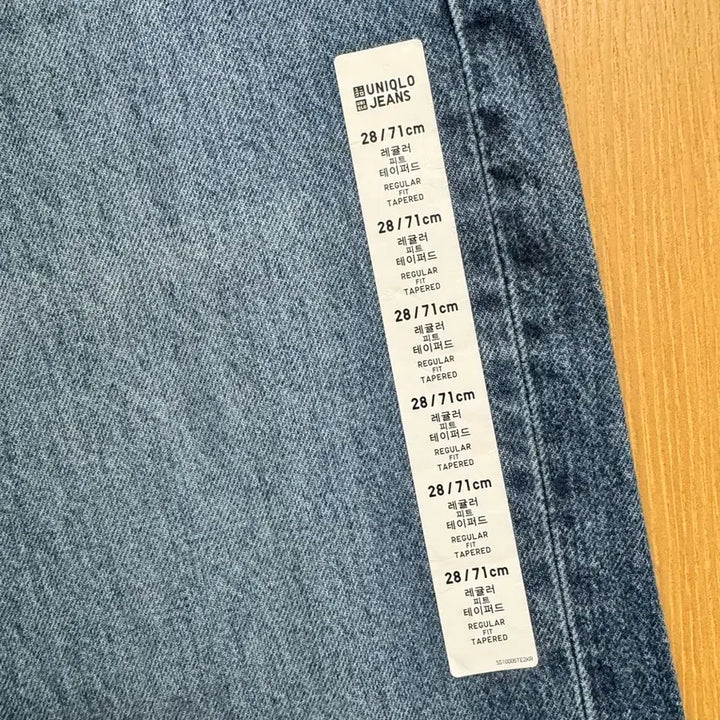 UNIQLO
JEANS
28/71cm
레귤러
피트
테이퍼드
REGULAR
FIT
TAPERED
28/71cm
레귤러
피트
테이퍼드
REGULAR
FIT
TAPERED
28/71cm
레귤러
피트
테이퍼드
REGULAR
FIT
TAPERED
28/71cm
레귤러
피트
테이퍼드
REGULAR
FIT
TAPERED
28/71cm
레귤러
피트
테이퍼드
REGULAR
FIT
TAPERED
28/71cm
레귤러
피트
테이퍼드
REGULAR
FIT
TAPERED